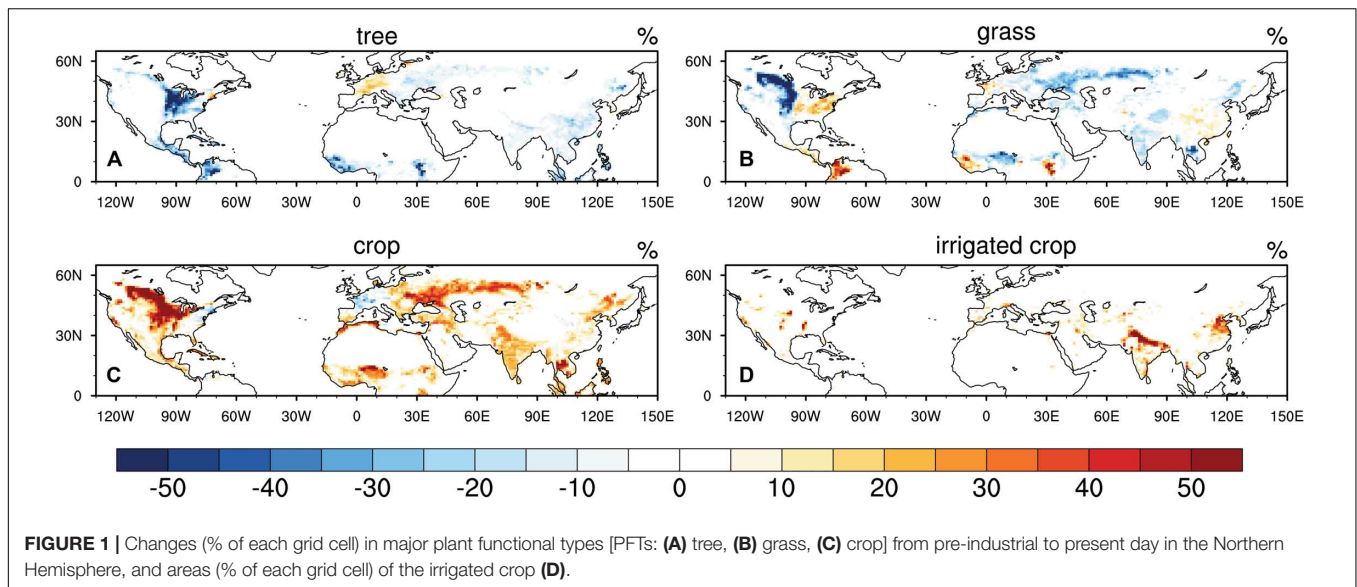 tree % grass %
60N 60N
30N 30N
A B
0 0
120W 90W 60W 30W 0 30E 60E 90E 120E 150E 120W 90W 60W 30W 0 30E 60E 90E 120E 150E
crop % irrigated crop %
60N 60N
30N 30N
C D
0 0
120W 90W 60W 30W 0 30E 60E 90E 120E 150E 120W 90W 60W 30W 0 30E 60E 90E 120E 150E
-50 -40 -30 -20 -10 0 10 20 30 40 50
FIGURE 1 | Changes (% of each grid cell) in major plant functional types [PFTs: (A) tree, (B) grass, (C) crop] from pre-industrial to present day in the Northern
Hemisphere, and areas (% of each grid cell) of the irrigated crop (D).